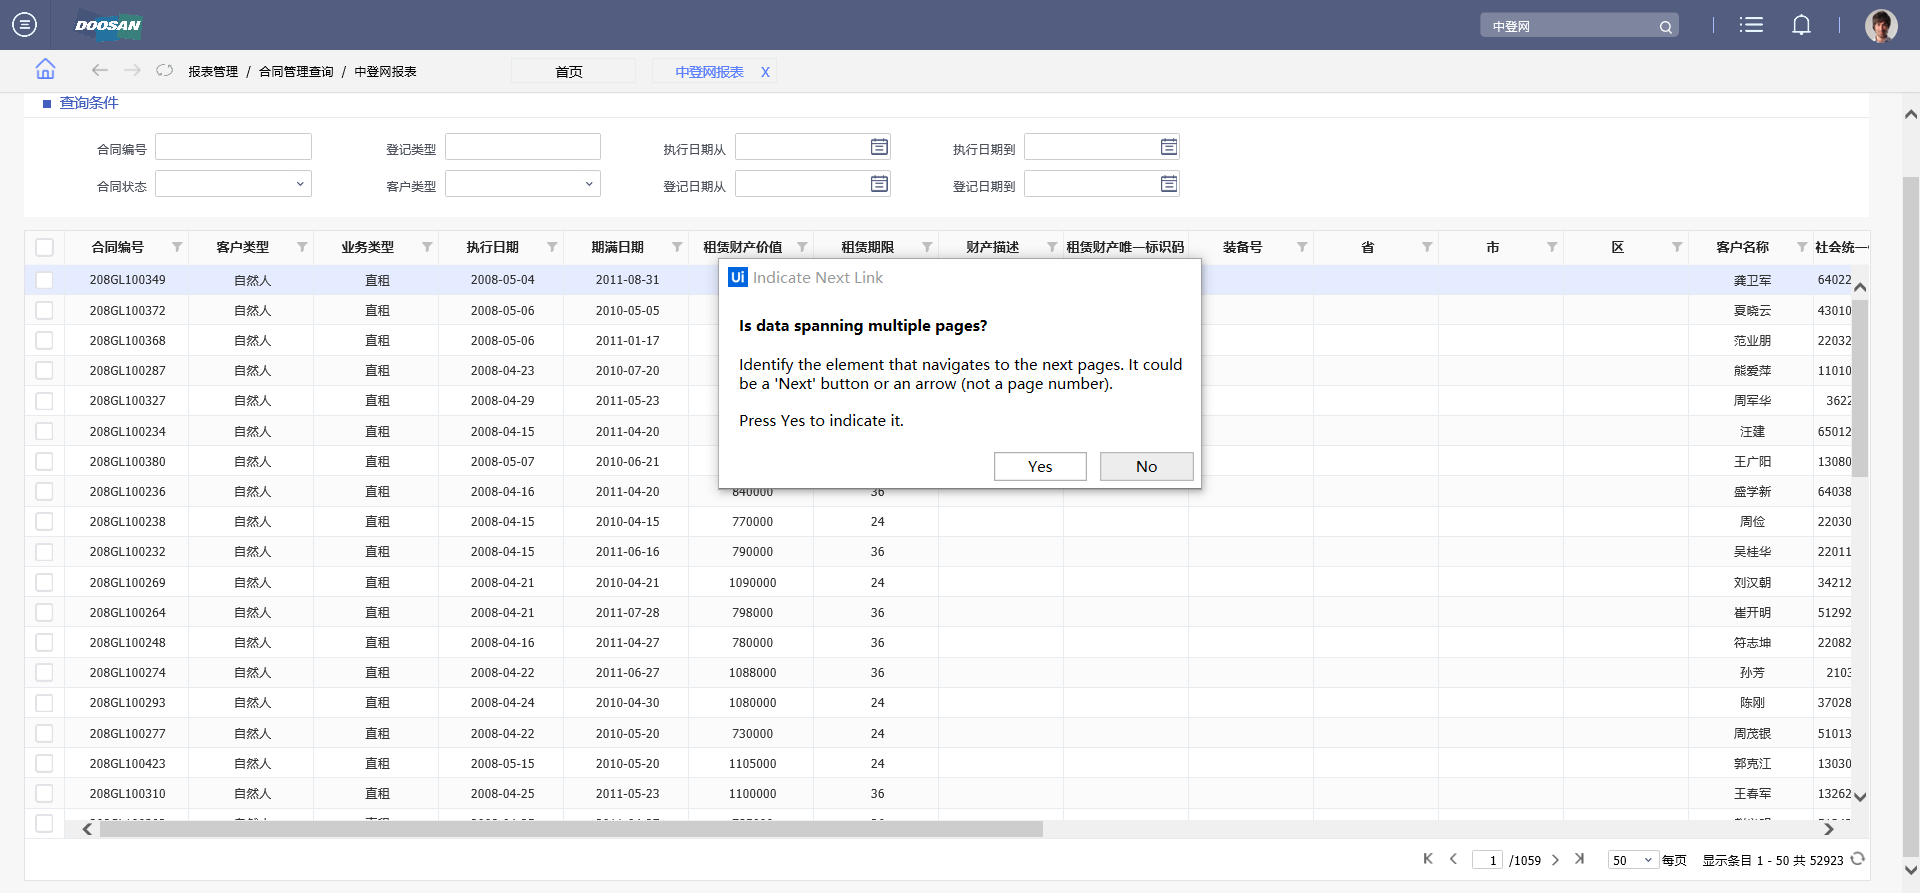 DOOSAN
中登网
报表管理 / 合同管理查询 / 中登网报表
首页
中登网报表 X
查询条件
合同编号 登记类型 执行日期从 执行日期到
合同状态 客户类型 登记日期从 登记日期到
合同编号 客户类型 业务类型 执行日期 期满日期 租赁财产价值 租赁期限 财产描述 租赁财产唯一标识码 装备号 省 市 区 客户名称 社会统一
208GL100349 自然人 直租 2008-05-04 2011-08-31 龚卫军 64022
208GL100372 自然人 直租 2008-05-06 2010-05-05 夏晓云 43010
208GL100368 自然人 直租 2008-05-06 2011-01-17 范业朋 22032
208GL100287 自然人 直租 2008-04-23 2010-07-20 熊爱萍 11010
208GL100327 自然人 直租 2008-04-29 2011-05-23 周军华 3622
208GL100234 自然人 直租 2008-04-15 2011-04-20 汪建 65012
208GL100380 自然人 直租 2008-05-07 2010-06-21 王广阳 13080
208GL100236 自然人 直租 2008-04-16 2011-04-20 840000 36 盛学新 64038
208GL100238 自然人 直租 2008-04-15 2010-04-15 770000 24 周俭 22030
208GL100232 自然人 直租 2008-04-15 2011-06-16 790000 36 吴桂华 22011
208GL100269 自然人 直租 2008-04-21 2010-04-21 1090000 24 刘汉朝 34212
208GL100264 自然人 直租 2008-04-21 2011-07-28 798000 36 崔开明 51292
208GL100248 自然人 直租 2008-04-16 2011-04-27 780000 36 符志坤 22082
208GL100274 自然人 直租 2008-04-22 2011-06-27 1088000 36 孙芳 2103
208GL100293 自然人 直租 2008-04-24 2010-04-30 1080000 24 陈刚 37028
208GL100277 自然人 直租 2008-04-22 2010-05-20 730000 24 周茂银 51013
208GL100423 自然人 直租 2008-05-15 2010-05-20 1105000 24 郭克江 13030
208GL100310 自然人 直租 2008-04-25 2011-05-23 1100000 36 王春军 13262
Ui Indicate Next Link
Is data spanning multiple pages?
Identify the element that navigates to the next pages. It could
be a 'Next' button or an arrow (not a page number).
Press Yes to indicate it.
Yes No
1 /1059 50 每页 显示条目 1 - 50 共 52923